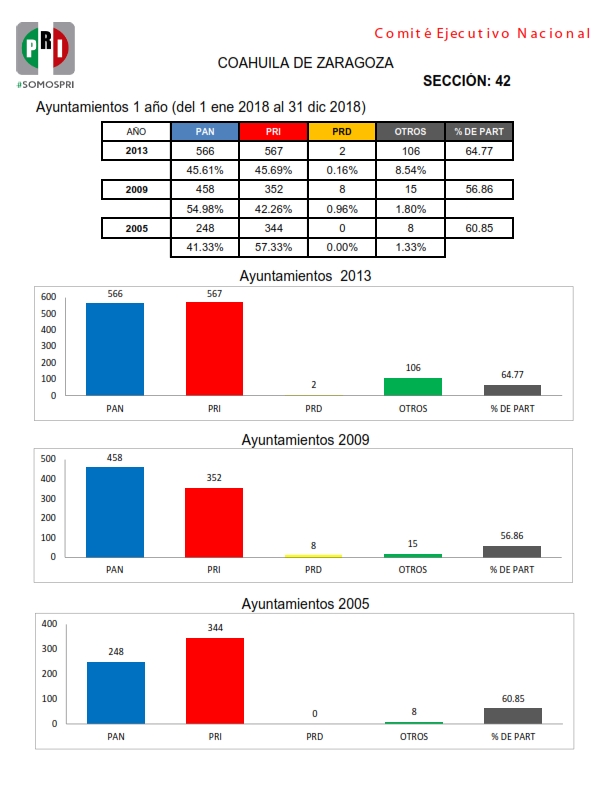 Comité Ejecutivo Nacional
PRI
#SOMOSPRI
COAHUILA DE ZARAGOZA
SECCIÓN: 42
Ayuntamientos 1 año (del 1 ene 2018 al 31 dic 2018)
AÑO PAN PRI PRD OTROS % DE PART
2013 566 567 2 106 64.77
45.61% 45.69% 0.16% 8.54%
2009 458 352 8 15 56.86
54.98% 42.26% 0.96% 1.80%
2005 248 344 0 8 60.85
41.33% 57.33% 0.00% 1.33%
Ayuntamientos 2013
600
500
400
300
200
100
0
566 567 2 106 64.77
PAN PRI PRD OTROS % DE PART
Ayuntamientos 2009
500
400
300
200
100
0
458 352 8 15 56.86
PAN PRI PRD OTROS % DE PART
Ayuntamientos 2005
400
300
200
100
0
248 344 0 8 60.85
PAN PRI PRD OTROS % DE PART